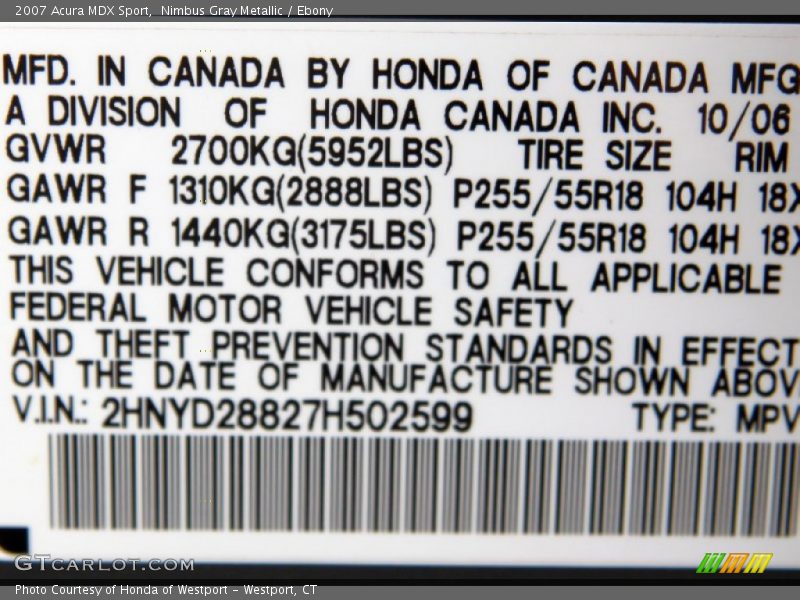 2007 Acura MDX Sport,  Nimbus Gray Metallic / Ebony
MFD. IN CANADA BY HONDA OF CANADA MFG
A DIVISION OF HONDA CANADA INC. 10/06
GVWR 2700KG(5952LBS) TIRE SIZE RIM
GAWR F 1310KG(2888LBS) P255/55R18 104H 18X
GAWR R 1440KG(3175LBS) P255/55R18 104H 18X
THIS VEHICLE CONFORMS TO ALL APPLICABLE
FEDERAL MOTOR VEHICLE SAFETY
AND THEFT PREVENTION STANDARDS IN EFFECT
ON THE DATE OF MANUFACTURE SHOWN ABOV
V.I.N.: 2HNYD28827H502599 TYPE: MPV
GTCARLOT.COM
Photo Courtesy of Honda of Westport – Westport, CT